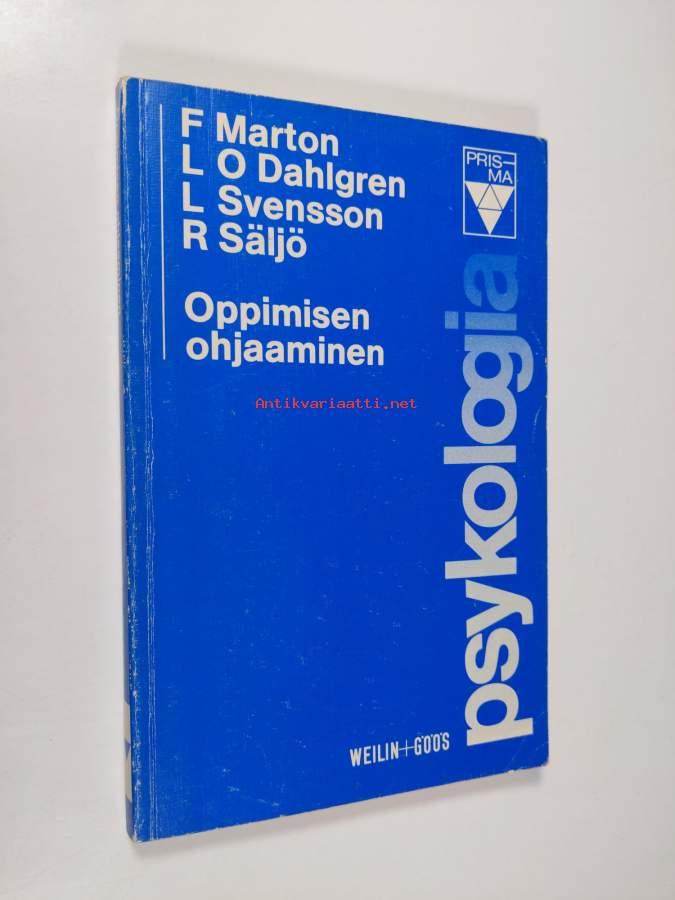 F Marton
L O Dahlgren
L Svensson
R Säljö
Oppimisen
ohjaaminen
PRIS–
MA
psykologia
Antikvariaatti.net
WEILIN+GÖÖS